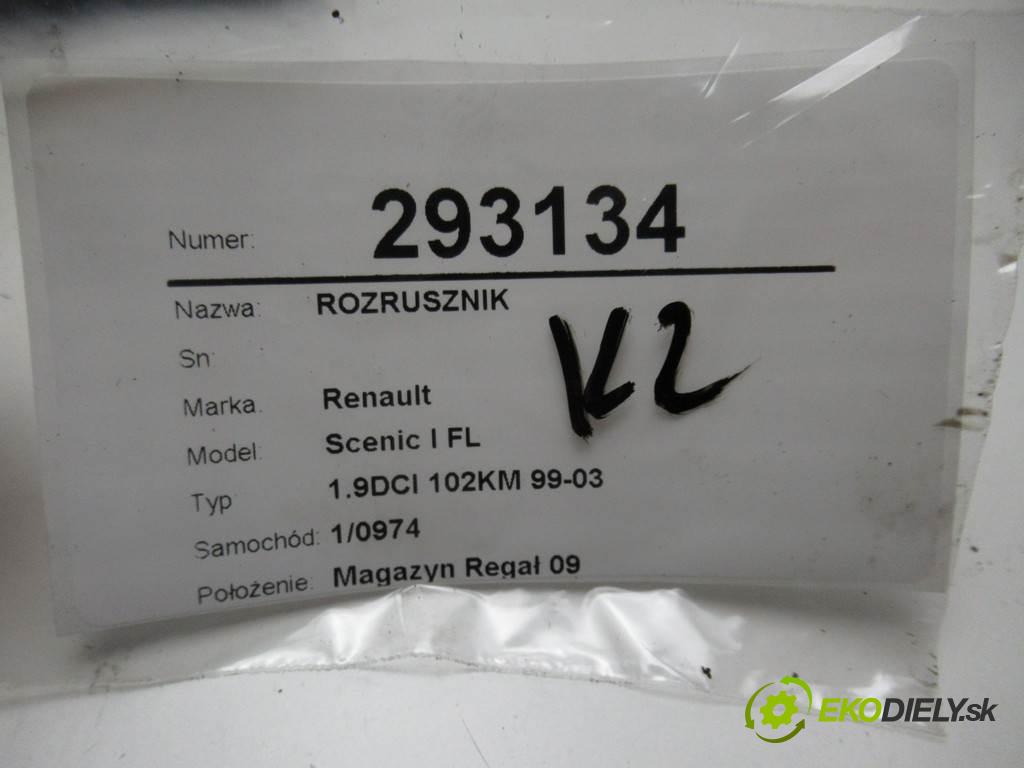 Numer: 293134
Nazwa: ROZRUSZNIK
Sn
K2
Marka. Renault
Model: Scenic I FL
Typ 1.9DCI 102KM 99-03
Samochód: 1/0974
Położenie: Magazyn Regał 09
EKODIELY.sk